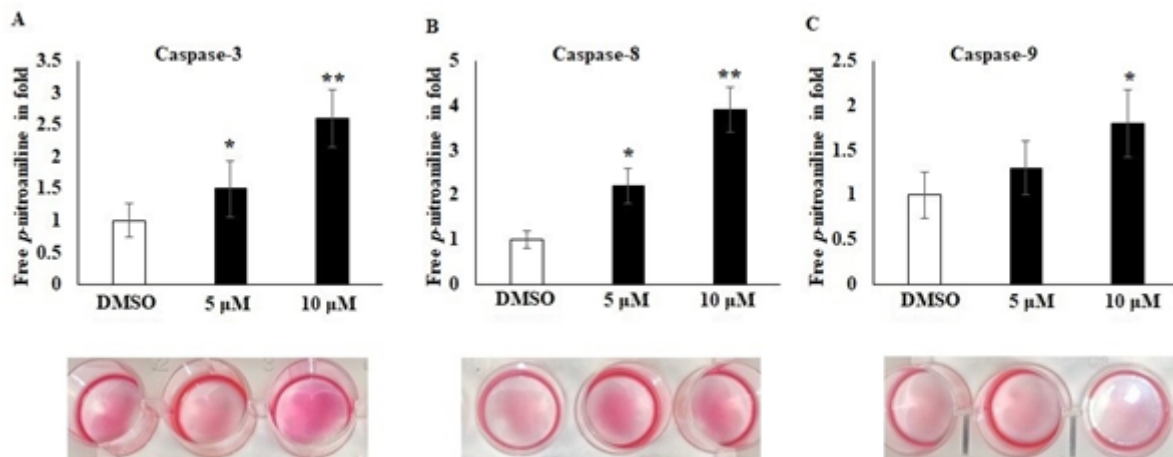 A
Caspase-3
Free p-nitroaniline in fold
3.5
3
2.5
2
1.5
1
0.5
0
*
**
DMSO
5 µM
10 µM
B
Caspase-8
Free p-nitroaniline in fold
5
4
3
2
1
0
*
**
DMSO
5 µM
10 µM
C
Caspase-9
Free p-nitroaniline in fold
2.5
2
1.5
1
0.5
0
*
DMSO
5 µM
10 µM